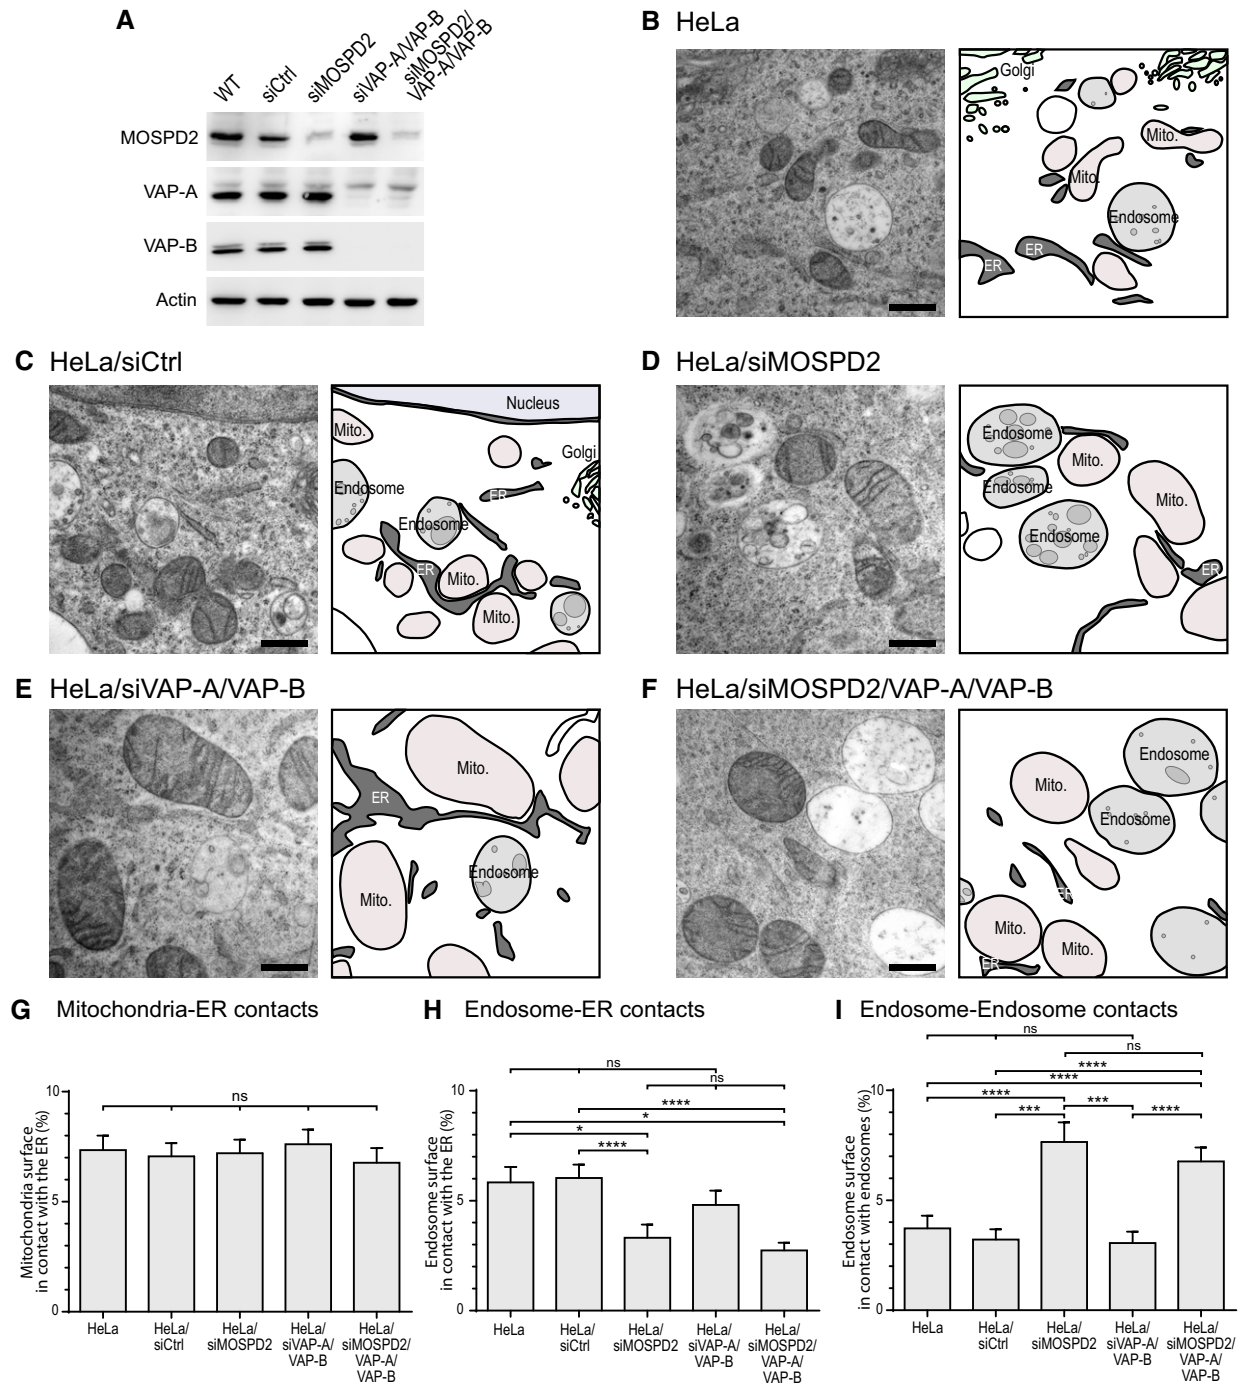 A
WT
siCtrl
siMOSPD2
siVAP-A/VAP-B
siMOSPD2/
VAP-A/VAP-B
MOSPD2
VAP-A
VAP-B
Actin
B HeLa
Golgi
Mito.
Mito.
Endosome
ER
ER
C HeLa/siCtrl
Nucleus
Mito.
Golgi
Endosome
ER
Endosome
ER
Mito.
Mito.
D HeLa/siMOSPD2
Endosome
Mito.
Endosome
Mito.
Endosome
ER
E HeLa/siVAP-A/VAP-B
Mito.
ER
Endosome
Mito.
F HeLa/siMOSPD2/VAP-A/VAP-B
Endosome
Mito.
Endosome
ER
Mito.
Mito.
ER
G Mitochondria-ER contacts
ns
Mitochondria surface
in contact with the ER (%)
10
5
0
HeLa
HeLa/
siCtrl
HeLa/
siMOSPD2
HeLa/
siVAP-A/
VAP-B
HeLa/
siMOSPD2/
VAP-A/
VAP-B
H Endosome-ER contacts
ns
ns
****
*
*
****
Endosome surface
in contact with the ER (%)
10
5
0
HeLa
HeLa/
siCtrl
HeLa/
siMOSPD2
HeLa/
siVAP-A/
VAP-B
HeLa/
siMOSPD2/
VAP-A/
VAP-B
I Endosome-Endosome contacts
ns
ns
****
****
****
***
***
****
Endosome surface
in contact with endosomes (%)
10
5
0
HeLa
HeLa/
siCtrl
HeLa/
siMOSPD2
HeLa/
siVAP-A/
VAP-B
HeLa/
siMOSPD2/
VAP-A/
VAP-B